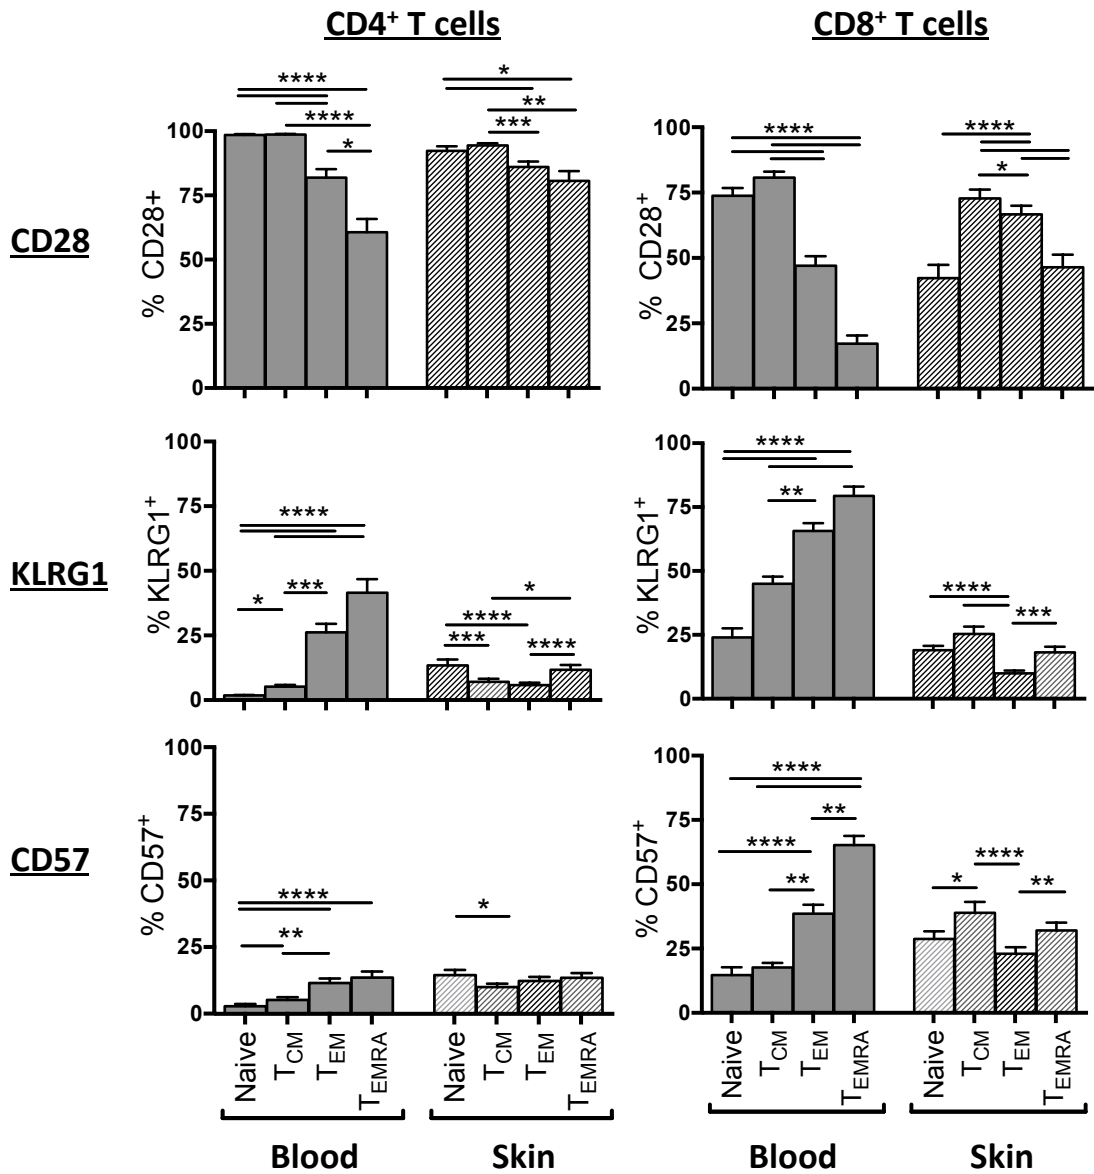 CD4⁺ T cells
CD8⁺ T cells
CD28
% CD28+
100
75
50
25
0
****
****
*
*
**
***
% CD28⁺
100
75
50
25
0
****
****
*
KLRG1
% KLRG1⁺
100
75
50
25
0
****
*
***
*
****
***
****
% KLRG1⁺
100
75
50
25
0
****
**
****
***
CD57
% CD57⁺
100
75
50
25
0
****
**
*
% CD57⁺
100
75
50
25
0
****
**
****
**
*
****
**
Naive
T_CM
T_EM
T_EMRA
Naive
T_CM
T_EM
T_EMRA
Naive
T_CM
T_EM
T_EMRA
Naive
T_CM
T_EM
T_EMRA
Blood
Skin
Blood
Skin